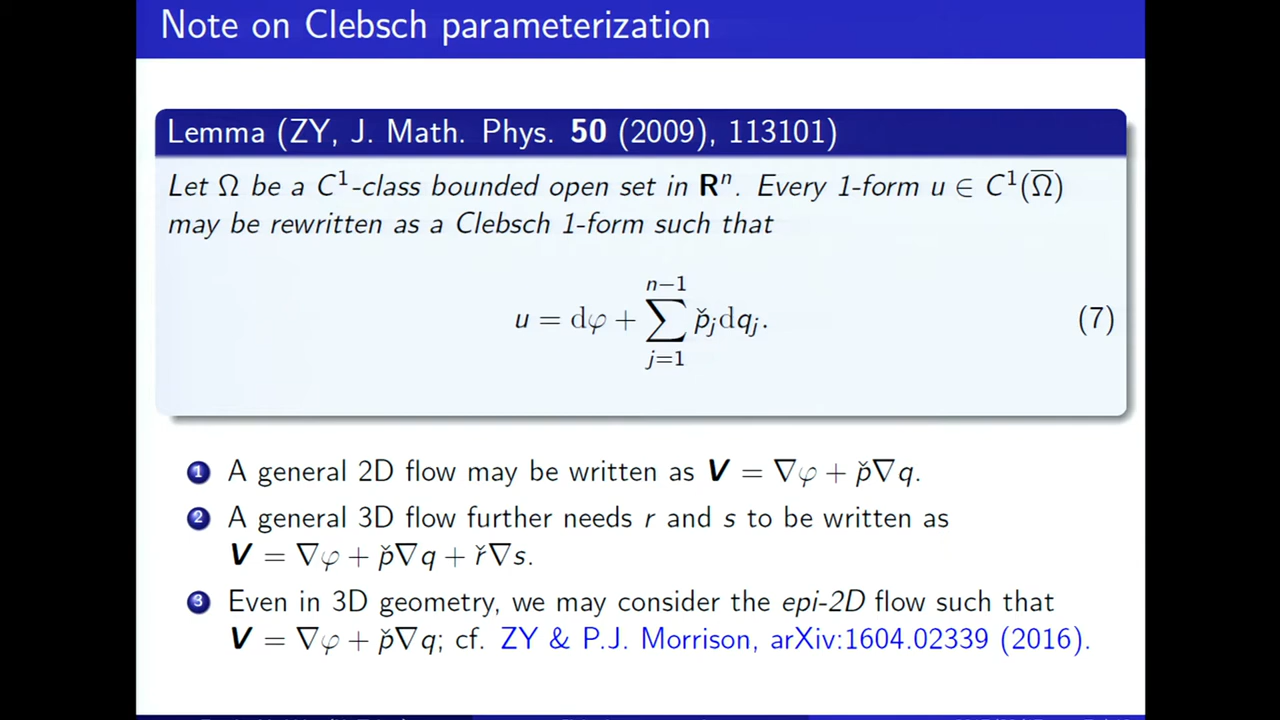 Note on Clebsch parameterization
Lemma (ZY, J. Math. Phys. 50 (2009), 113101)
Let Ω be a C¹-class bounded open set in Rⁿ. Every 1-form u ∈ C¹(Ω̅)
may be rewritten as a Clebsch 1-form such that
u = dφ + ∑_{j=1}^{n−1} p̌_j dq_j. (7)
1 A general 2D flow may be written as V = ∇φ + p̌∇q.
2 A general 3D flow further needs r and s to be written as
V = ∇φ + p̌∇q + ř∇s.
3 Even in 3D geometry, we may consider the epi-2D flow such that
V = ∇φ + p̌∇q; cf. ZY & P.J. Morrison, arXiv:1604.02339 (2016).